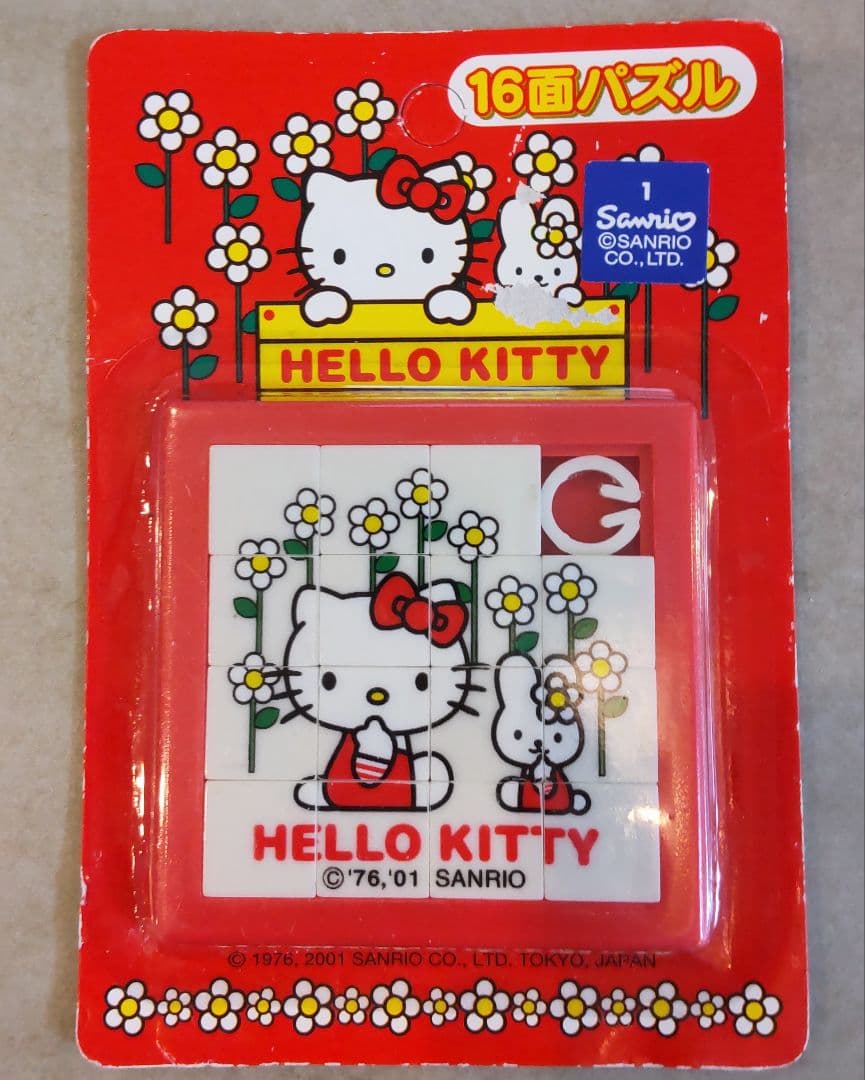 16面パズル
1
Sanrio
©SANRIO
CO.,LTD.
HELLO KITTY
HELLO KITTY
©'76,'01 SANRIO
© 1976, 2001 SANRIO CO., LTD. TOKYO, JAPAN